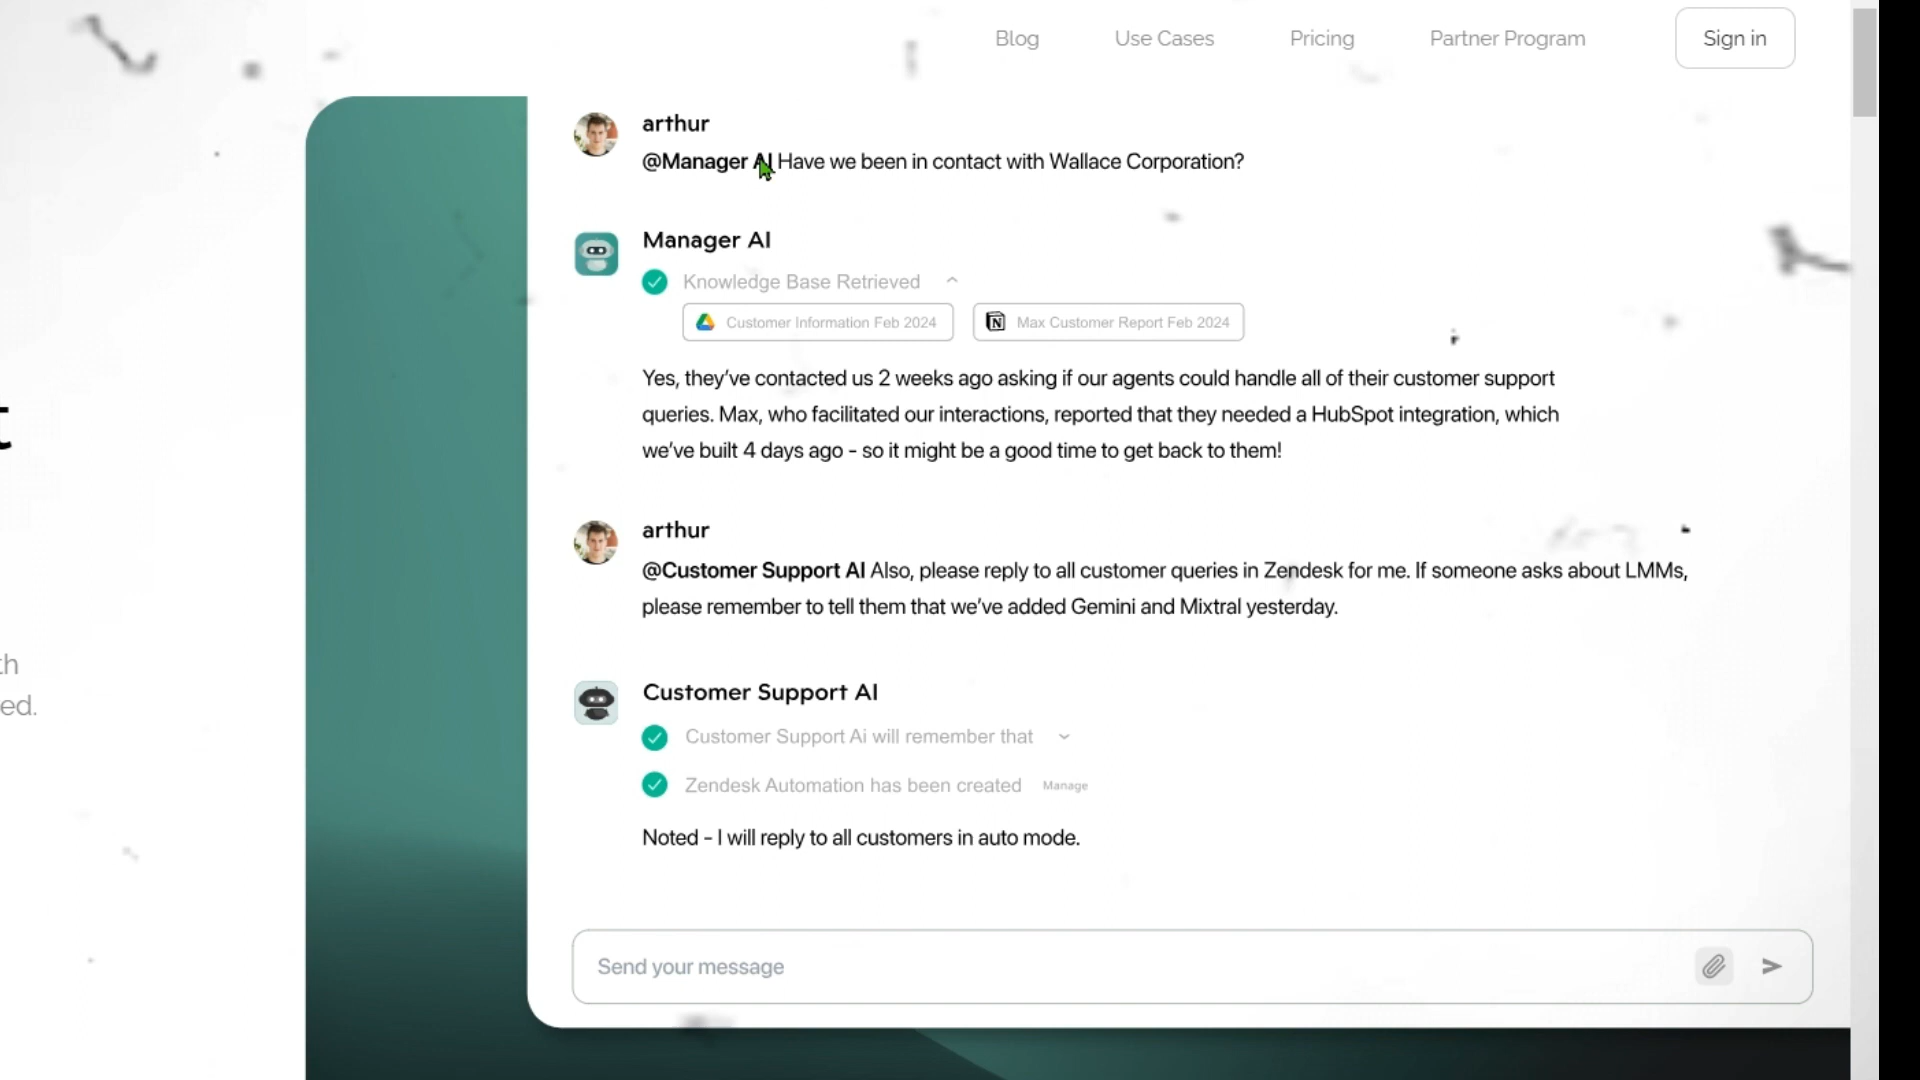 Blog Use Cases Pricing Partner Program Sign in
arthur
@Manager AI Have we been in contact with Wallace Corporation?
Manager AI
Knowledge Base Retrieved
Customer Information Feb 2024 Max Customer Report Feb 2024
Yes, they’ve contacted us 2 weeks ago asking if our agents could handle all of their customer support
queries. Max, who facilitated our interactions, reported that they needed a HubSpot integration, which
we’ve built 4 days ago - so it might be a good time to get back to them!
arthur
@Customer Support AI Also, please reply to all customer queries in Zendesk for me. If someone asks about LMMs,
please remember to tell them that we’ve added Gemini and Mixtral yesterday.
Customer Support AI
Customer Support Ai will remember that
Zendesk Automation has been created Manage
Noted - I will reply to all customers in auto mode.
Send your message